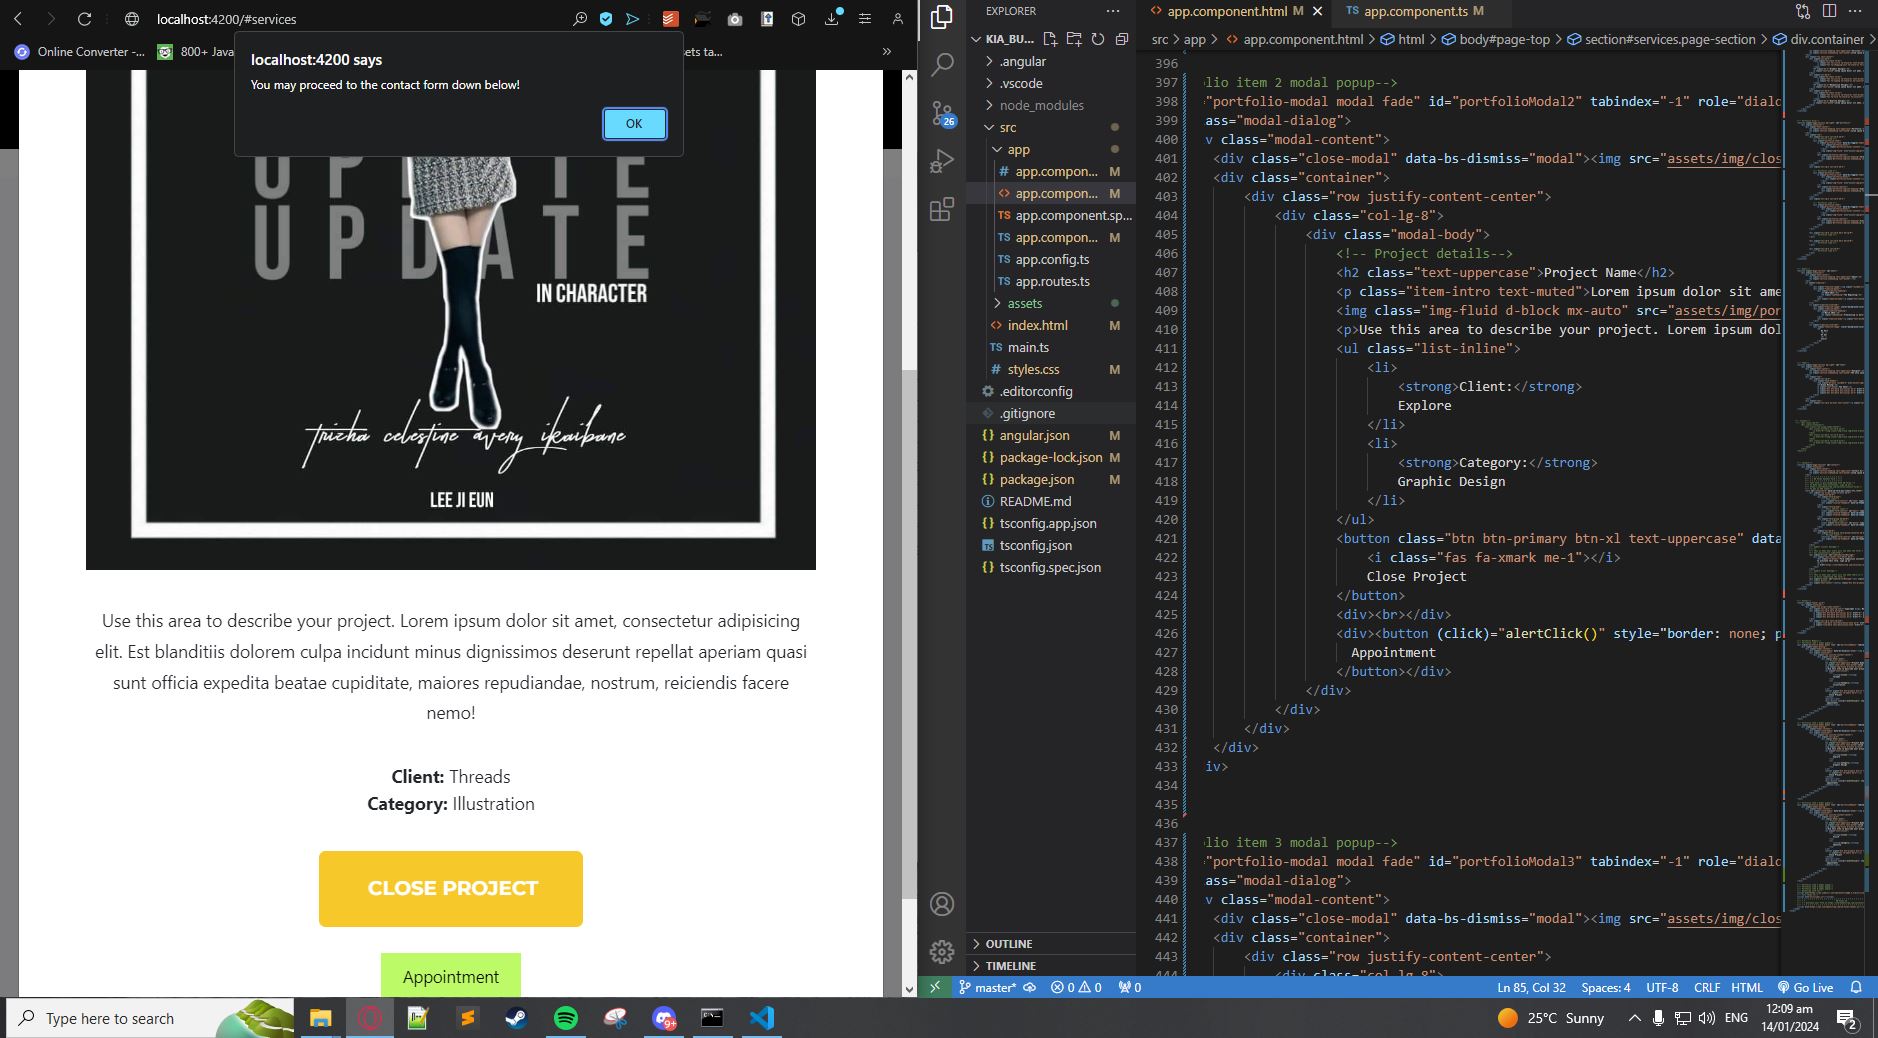 localhost:4200/#services
Online Converter -...
800+ Java
ets ta...
»
localhost:4200 says
You may proceed to the contact form down below!
OK
UPDATE
UPDATE
IN CHARACTER
tricha celestine avery ikaibane
LEE JI EUN
Use this area to describe your project. Lorem ipsum dolor sit amet, consectetur adipisicing
elit. Est blanditiis dolorem culpa incidunt minus dignissimos deserunt repellat aperiam quasi
sunt officia expedita beatae cupiditate, maiores repudiandae, nostrum, reiciendis facere
nemo!
Client: Threads
Category: Illustration
CLOSE PROJECT
Appointment
26
EXPLORER
KIA_BU...
.angular
.vscode
node_modules
src
app
# app.compon... M
<> app.compon... M
TS app.component.sp...
TS app.compon... M
TS app.config.ts
TS app.routes.ts
assets
<> index.html M
TS main.ts
# styles.css M
.editorconfig
.gitignore
{} angular.json M
{} package-lock.json M
{} package.json M
README.md
{} tsconfig.app.json
TS tsconfig.json
{} tsconfig.spec.json
OUTLINE
TIMELINE
<> app.component.html M
TS app.component.ts M
src > app > <> app.component.html > html > body#page-top > section#services.page-section > div.container >
396
397 lio item 2 modal popup-->
398 "portfolio-modal modal fade" id="portfolioModal2" tabindex="-1" role="dialo
399 ass="modal-dialog">
400 v class="modal-content">
401 <div class="close-modal" data-bs-dismiss="modal"><img src="assets/img/clos
402 <div class="container">
403 <div class="row justify-content-center">
404 <div class="col-lg-8">
405 <div class="modal-body">
406 <!-- Project details-->
407 <h2 class="text-uppercase">Project Name</h2>
408 <p class="item-intro text-muted">Lorem ipsum dolor sit ame
409 <img class="img-fluid d-block mx-auto" src="assets/img/por
410 <p>Use this area to describe your project. Lorem ipsum dol
411 <ul class="list-inline">
412 <li>
413 <strong>Client:</strong>
414 Explore
415 </li>
416 <li>
417 <strong>Category:</strong>
418 Graphic Design
419 </li>
420 </ul>
421 <button class="btn btn-primary btn-xl text-uppercase" data
422 <i class="fas fa-xmark me-1"></i>
423 Close Project
424 </button>
425 <div><br></div>
426 <div><button (click)="alertClick()" style="border: none; p
427 Appointment
428 </button></div>
429 </div>
430 </div>
431 </div>
432 </div>
433 iv>
434
435
436
437 lio item 3 modal popup-->
438 "portfolio-modal modal fade" id="portfolioModal3" tabindex="-1" role="dialo
439 ass="modal-dialog">
440 v class="modal-content">
441 <div class="close-modal" data-bs-dismiss="modal"><img src="assets/img/clos
442 <div class="container">
443 <div class="row justify-content-center">
444 <div class="col-lg-8">
master* 0 0 0 Ln 85, Col 32 Spaces: 4 UTF-8 CRLF HTML Go Live
Type here to search
9+
25°C Sunny
ENG
12:09 am
14/01/2024
2